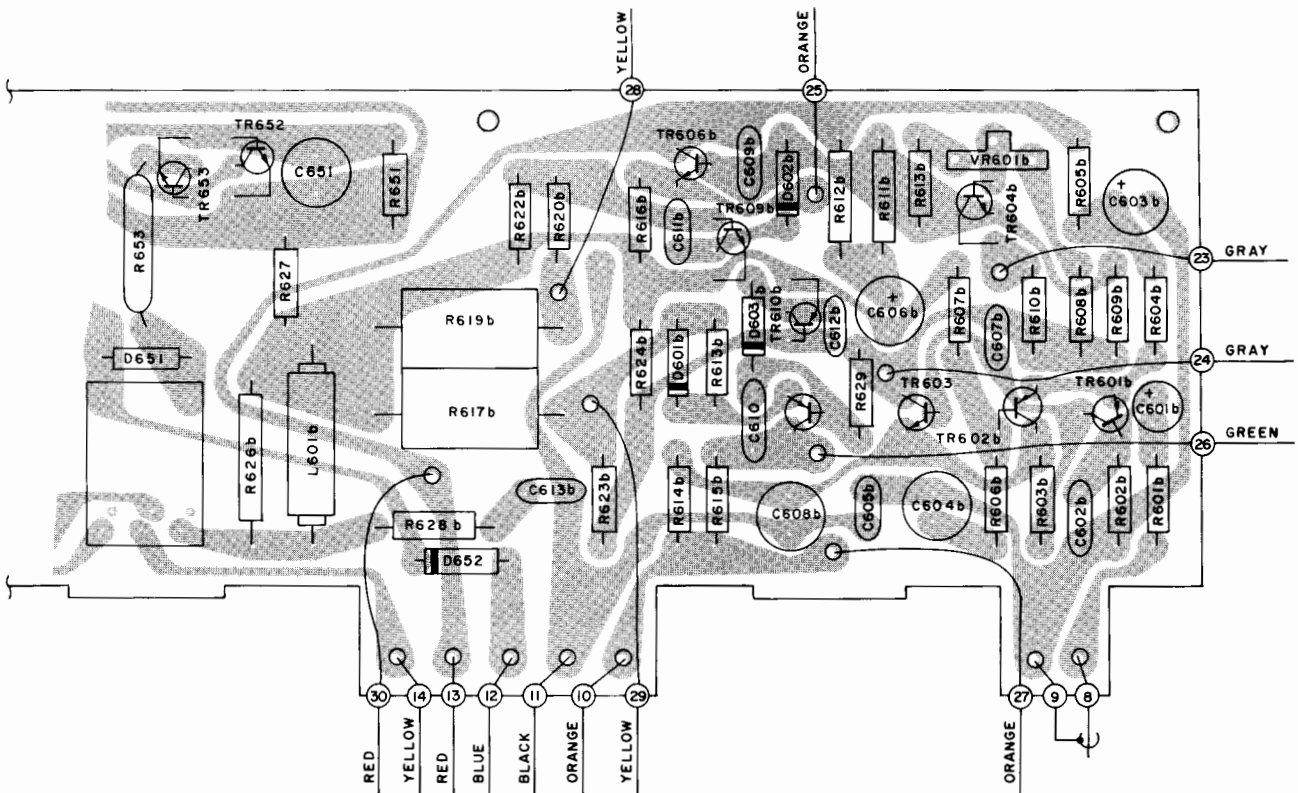 YELLOW
ORANGE
28
25
TR652
TR653
C651
R651
R653
R627
D651
R626b
L601b
R622b
R620b
R616b
C611b
TR606b
C609b
D602b
TR609b
R612b
R611b
R613b
VR601b
TR604b
R605b
+
C603b
23 GRAY
R619b
R617b
R624b
D601b
R613b
D603b
TR610b
C612b
+
C606b
R607b
C607b
R610b
R608b
R609b
R604b
24 GRAY
C610
R629
TR603
TR602b
TR601b
C601b
26 GREEN
C613b
R623b
R614b
R615b
C608b
C605b
C604b
R606b
R603b
C602b
R602b
R601b
R628b
D652
30
14
13
12
11
10
29
27
9
8
RED
YELLOW
RED
BLUE
BLACK
ORANGE
YELLOW
ORANGE